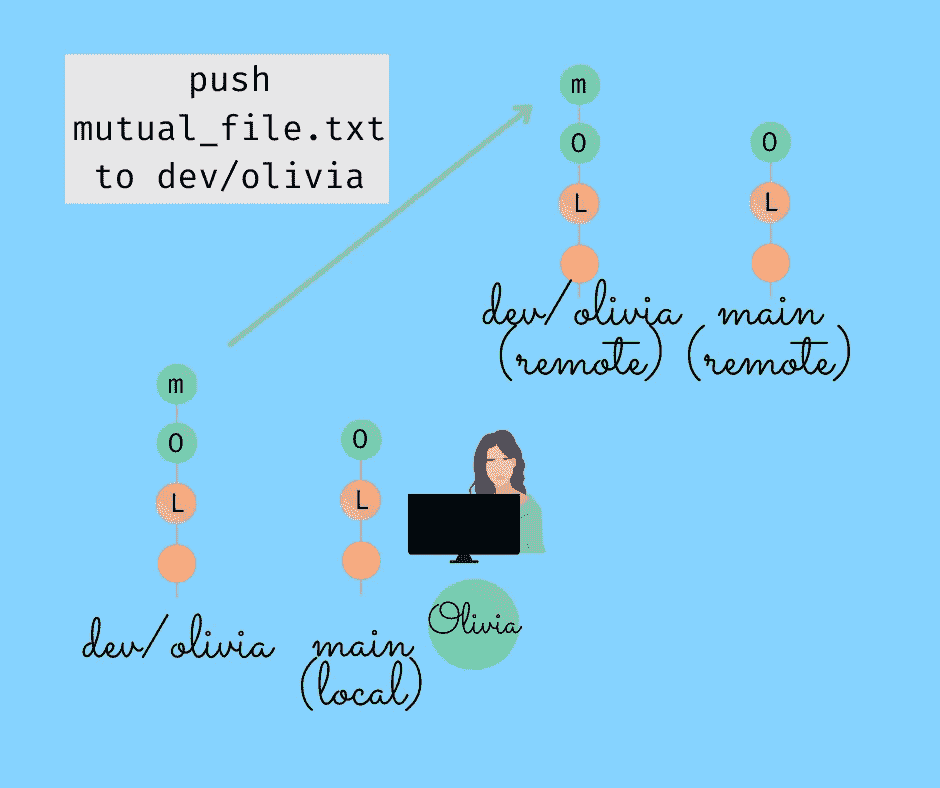 push
mutual_file.txt
to dev/olivia
m
O
L
dev/olivia
(remote)
O
L
main
(remote)
m
O
L
dev/olivia
O
L
main
(local)
Olivia